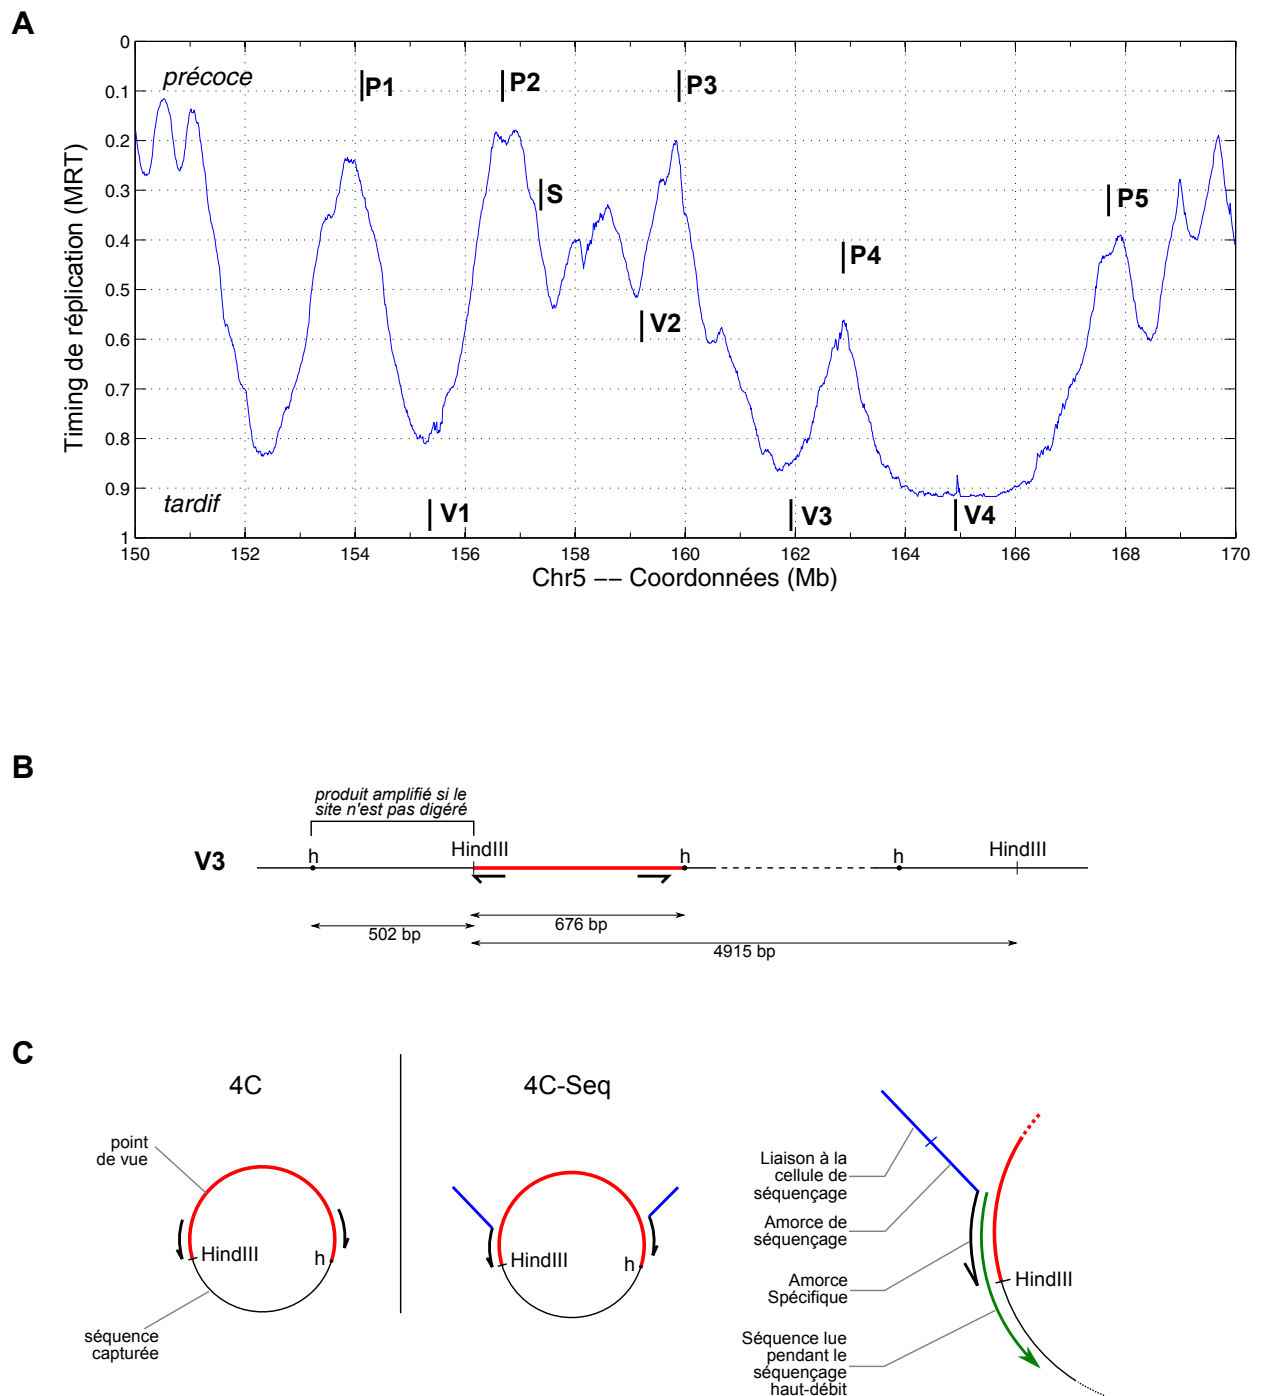 A
0
0.1
0.2
0.3
0.4
0.5
0.6
0.7
0.8
0.9
1
Timing de réplication (MRT)
précoce
tardif
P1
P2
P3
S
P4
P5
V2
V1
V3
V4
150
152
154
156
158
160
162
164
166
168
170
Chr5 −− Coordonnées (Mb)
B
produit amplifié si le
site n'est pas digéré
V3
h
HindIII
h
h
HindIII
502 bp
676 bp
4915 bp
C
4C
point
de vue
HindIII
h
séquence
capturée
4C-Seq
HindIII
h
Liaison à la
cellule de
séquençage
Amorce de
séquençage
Amorce
Spécifique
HindIII
Séquence lue
pendant le
séquençage
haut-débit